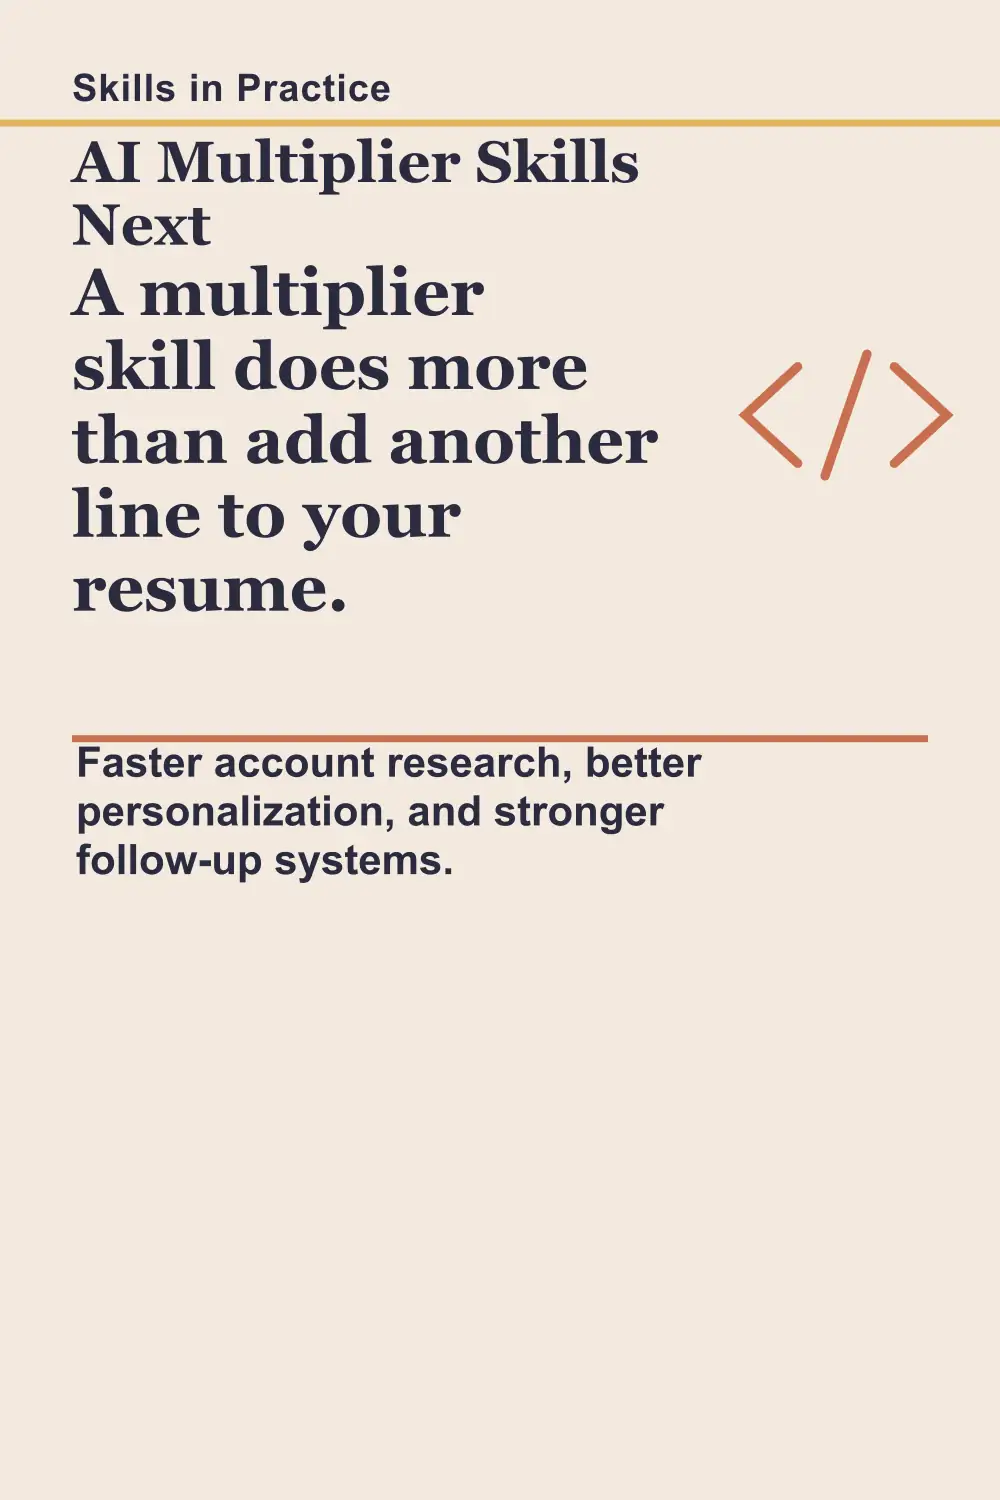 Skills in Practice
AI Multiplier Skills
Next
A multiplier
skill does more
than add another
line to your
resume.
Faster account research, better
personalization, and stronger
follow-up systems.